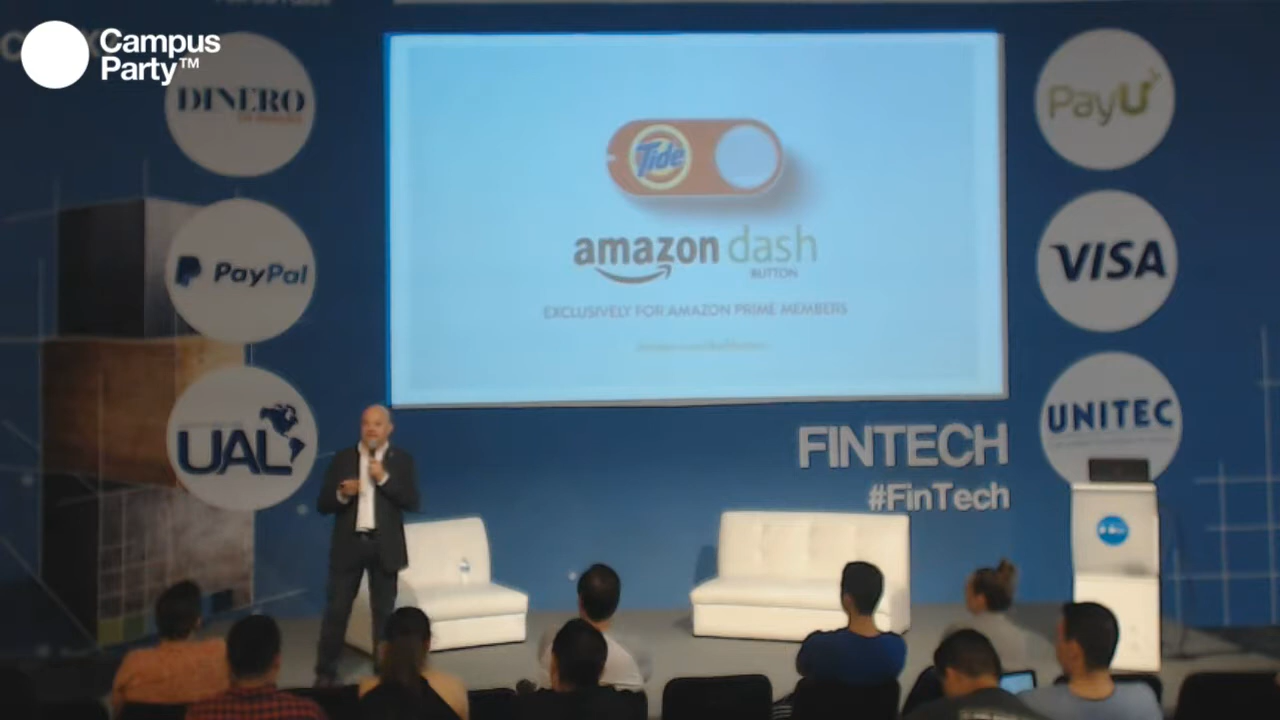 Campus
Party™
DINERO
PayPal
UAL
Tide
amazon dash
BUTTON
EXCLUSIVELY FOR AMAZON PRIME MEMBERS
PayU
VISA
UNITEC
FINTECH
#FinTech